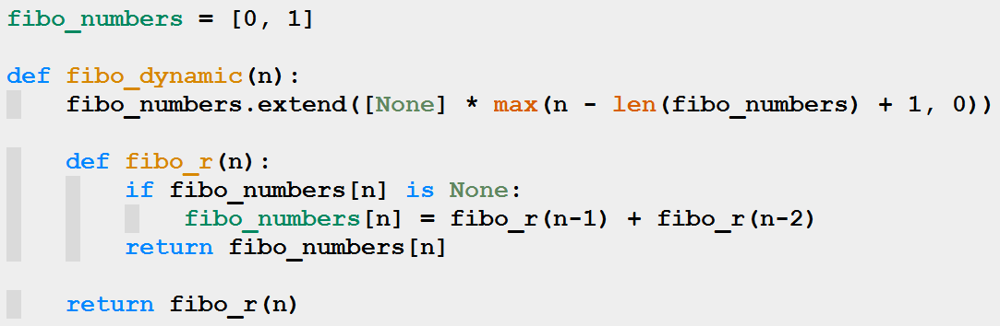 fibo_numbers = [0, 1]
def fibo_dynamic(n):
    fibo_numbers.extend([None] * max(n - len(fibo_numbers) + 1, 0))
    def fibo_r(n):
        if fibo_numbers[n] is None:
            fibo_numbers[n] = fibo_r(n-1) + fibo_r(n-2)
        return fibo_numbers[n]
    return fibo_r(n)